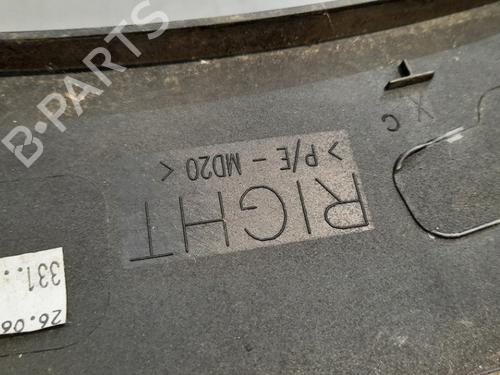 B-PARTS
> P/E - MD20 <
RIGHT
X C
26.06
331..